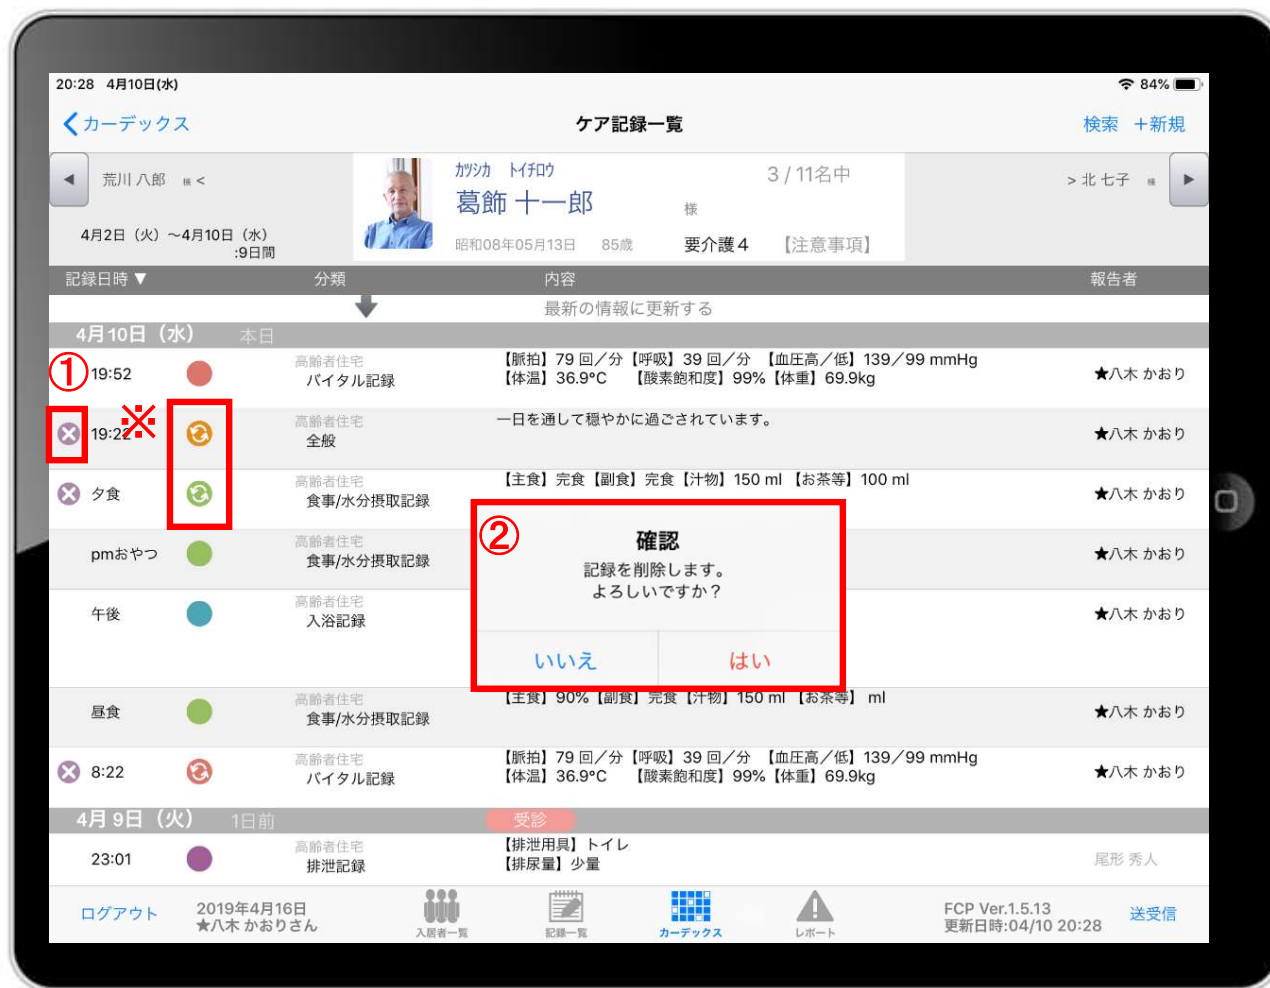 20:28 4月10日(水) 84%
カーデックス ケア記録一覧 検索 +新規
荒川 八郎 様 < カツシカ トイチロウ 3 / 11名中 > 北 七子 様
葛飾 十一郎 様
4月2日（火）〜4月10日（水）
:9日間
昭和08年05月13日 85歳 要介護４ 【注意事項】
記録日時 ▼ 分類 内容 報告者
最新の情報に更新する
4月10日（水） 本日
①
19:52 高齢者住宅 バイタル記録 【脈拍】79 回／分【呼吸】39 回／分 【血圧高／低】139／99 mmHg ★八木 かおり
【体温】36.9°C 【酸素飽和度】99%【体重】69.9kg
※
19:22 高齢者住宅 全般 一日を通して穏やかに過ごされています。 ★八木 かおり
夕食 高齢者住宅 食事/水分摂取記録 【主食】完食【副食】完食【汁物】150 ml 【お茶等】100 ml ★八木 かおり
pmおやつ 高齢者住宅 食事/水分摂取記録 ★八木 かおり
午後 高齢者住宅 入浴記録 ★八木 かおり
②
確認
記録を削除します。
よろしいですか？
いいえ はい
昼食 高齢者住宅 食事/水分摂取記録 【主食】90%【副食】完食【汁物】150 ml 【お茶等】 ml ★八木 かおり
8:22 高齢者住宅 バイタル記録 【脈拍】79 回／分【呼吸】39 回／分 【血圧高／低】139／99 mmHg ★八木 かおり
【体温】36.9°C 【酸素飽和度】99%【体重】69.9kg
4月 9日（火） 1日前 受診
23:01 高齢者住宅 排泄記録 【排泄用具】トイレ 尾形 秀人
【排尿量】少量
ログアウト 2019年4月16日 入居者一覧 記録一覧 カーデックス レポート FCP Ver.1.5.13 送受信
★八木 かおりさん 更新日時:04/10 20:28